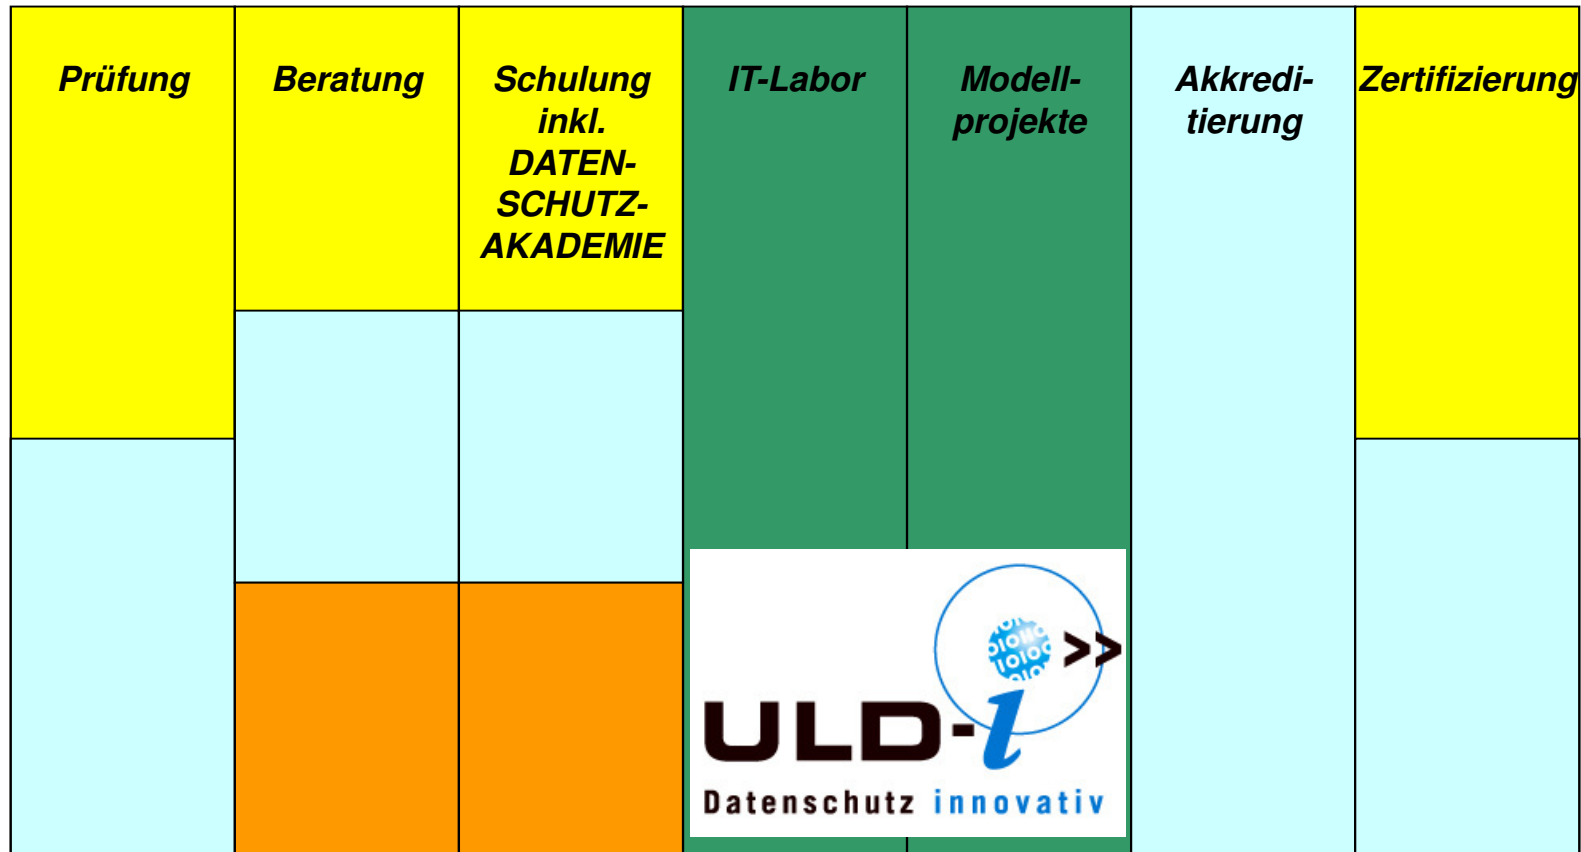 Prüfung
Beratung
Schulung
inkl.
DATEN-
SCHUTZ-
AKADEMIE
IT-Labor
Modell-
projekte
Akkredi-
tierung
Zertifizierung
>>
ULD-i
Datenschutz innovativ